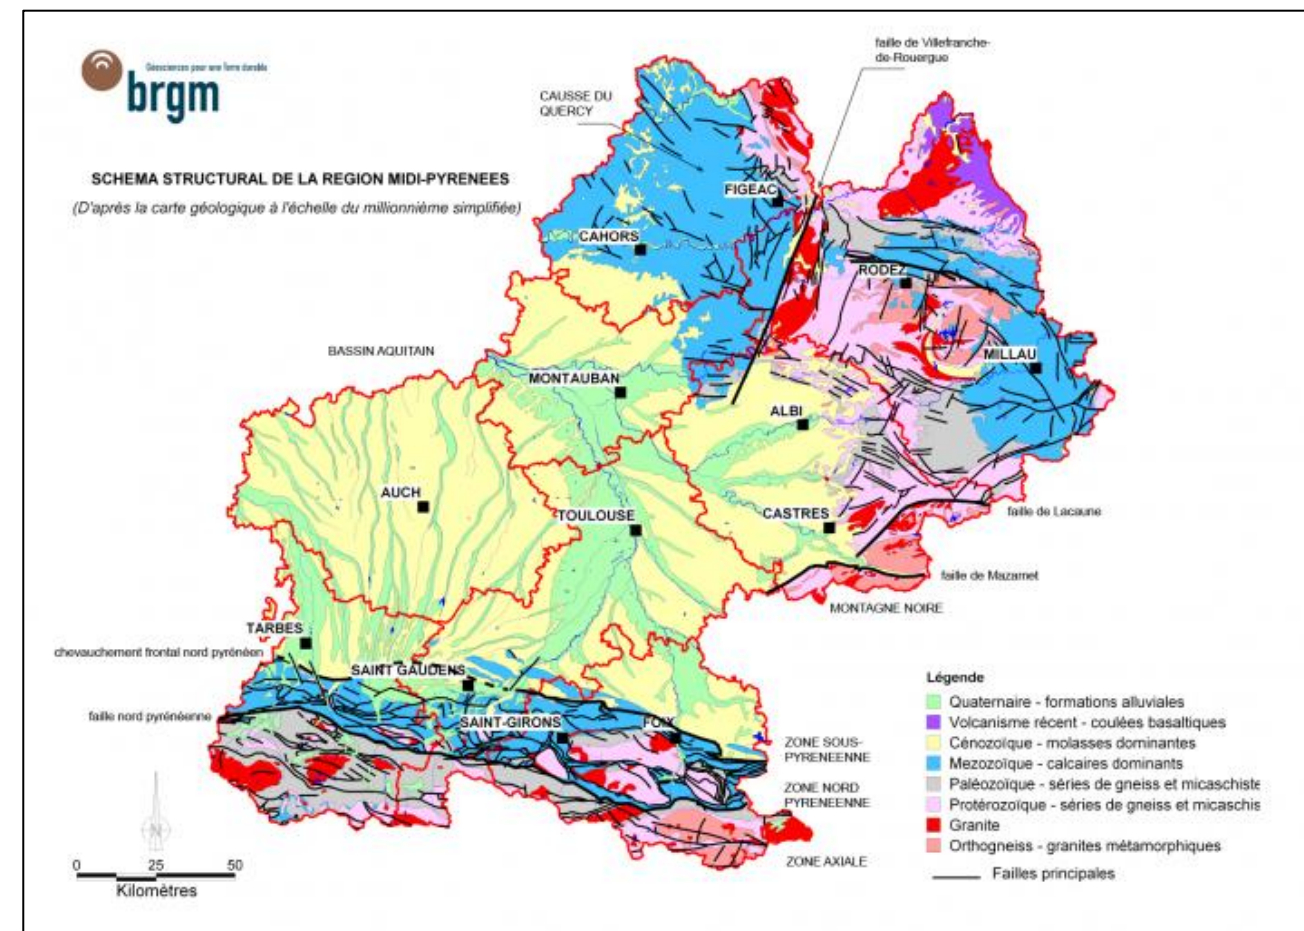 Géosciences pour une Terre durable
brgm
SCHEMA STRUCTURAL DE LA REGION MIDI-PYRENEES
(D'après la carte géologique à l'échelle du millionnième simplifiée)
faille de Villefranche-
de-Rouergue
CAUSSE DU
QUERCY
FIGEAC
CAHORS
RODEZ
BASSIN AQUITAIN
MILLAU
MONTAUBAN
ALBI
AUCH
TOULOUSE
CASTRES
faille de Lacaune
faille de Mazamet
MONTAGNE NOIRE
TARBES
chevauchement frontal nord pyrénéen
SAINT GAUDENS
faille nord pyrénéenne
SAINT-GIRONS
FOIX
ZONE SOUS-
PYRENEENNE
ZONE NORD
PYRENEENNE
ZONE AXIALE
N
0 25 50
Kilomètres
Légende
Quaternaire - formations alluviales
Volcanisme récent - coulées basaltiques
Cénozoïque - molasses dominantes
Mezozoïque - calcaires dominants
Paléozoïque - séries de gneiss et micaschiste
Protérozoïque - séries de gneiss et micaschis
Granite
Orthogneiss - granites métamorphiques
Failles principales